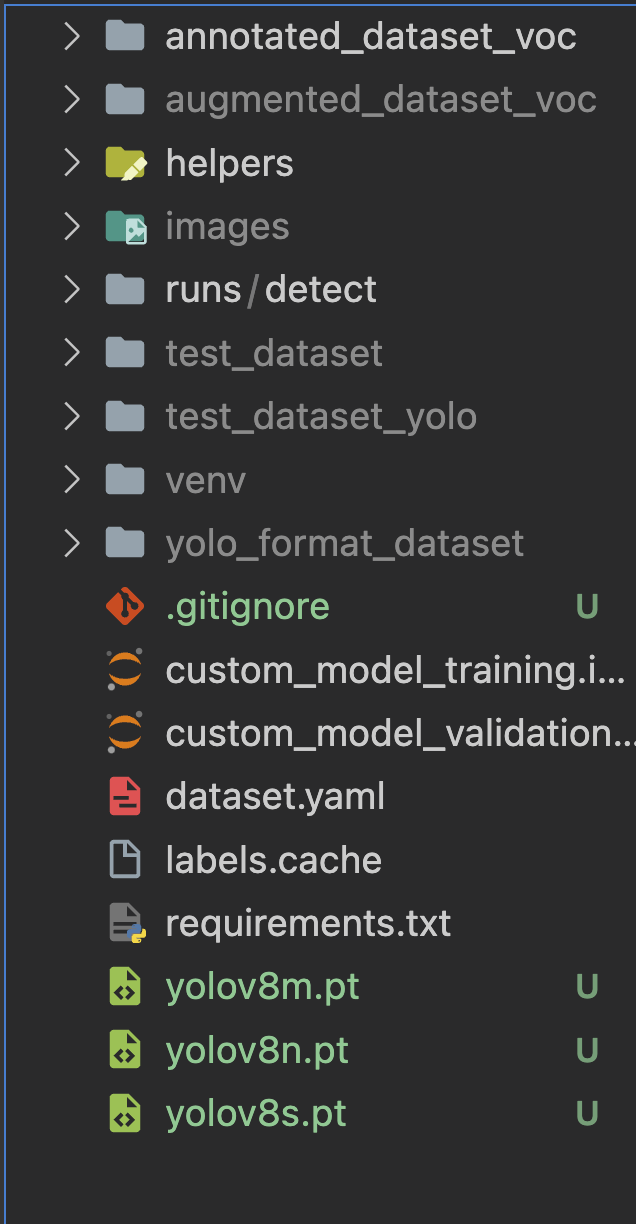 annotated_dataset_voc
augmented_dataset_voc
helpers
images
runs/detect
test_dataset
test_dataset_yolo
venv
yolo_format_dataset
.gitignore U
custom_model_training.i...
custom_model_validation...
dataset.yaml
labels.cache
requirements.txt
yolov8m.pt U
yolov8n.pt U
yolov8s.pt U